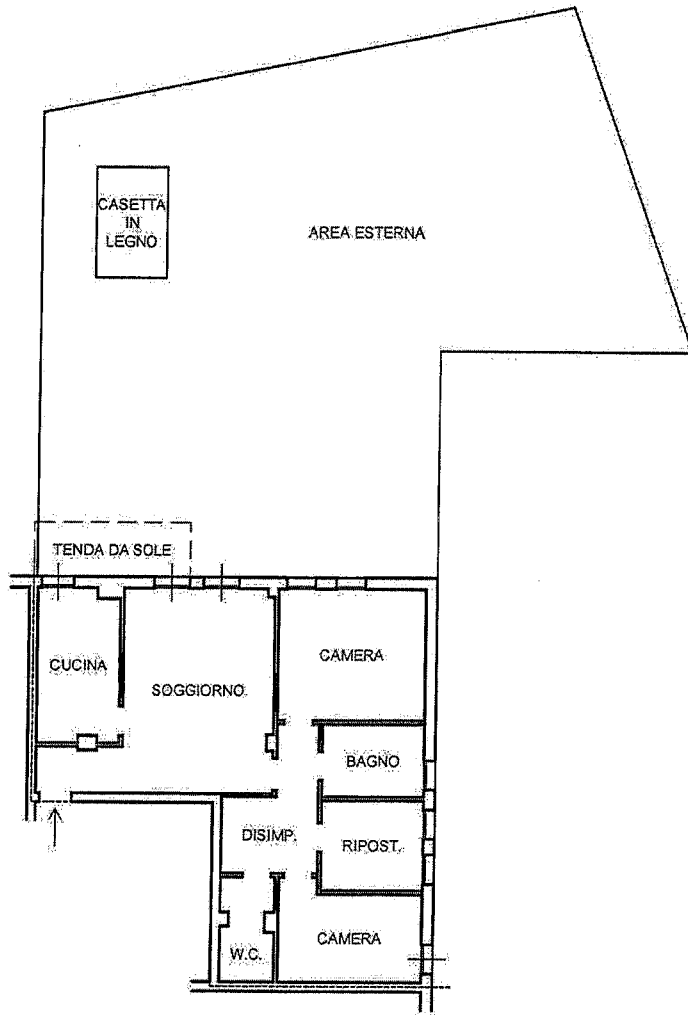 CASETTA
IN
LEGNO
AREA ESTERNA
TENDA DA SOLE
CUCINA
SOGGIORNO
CAMERA
BAGNO
DISIMP.
RIPOST.
W.C.
CAMERA